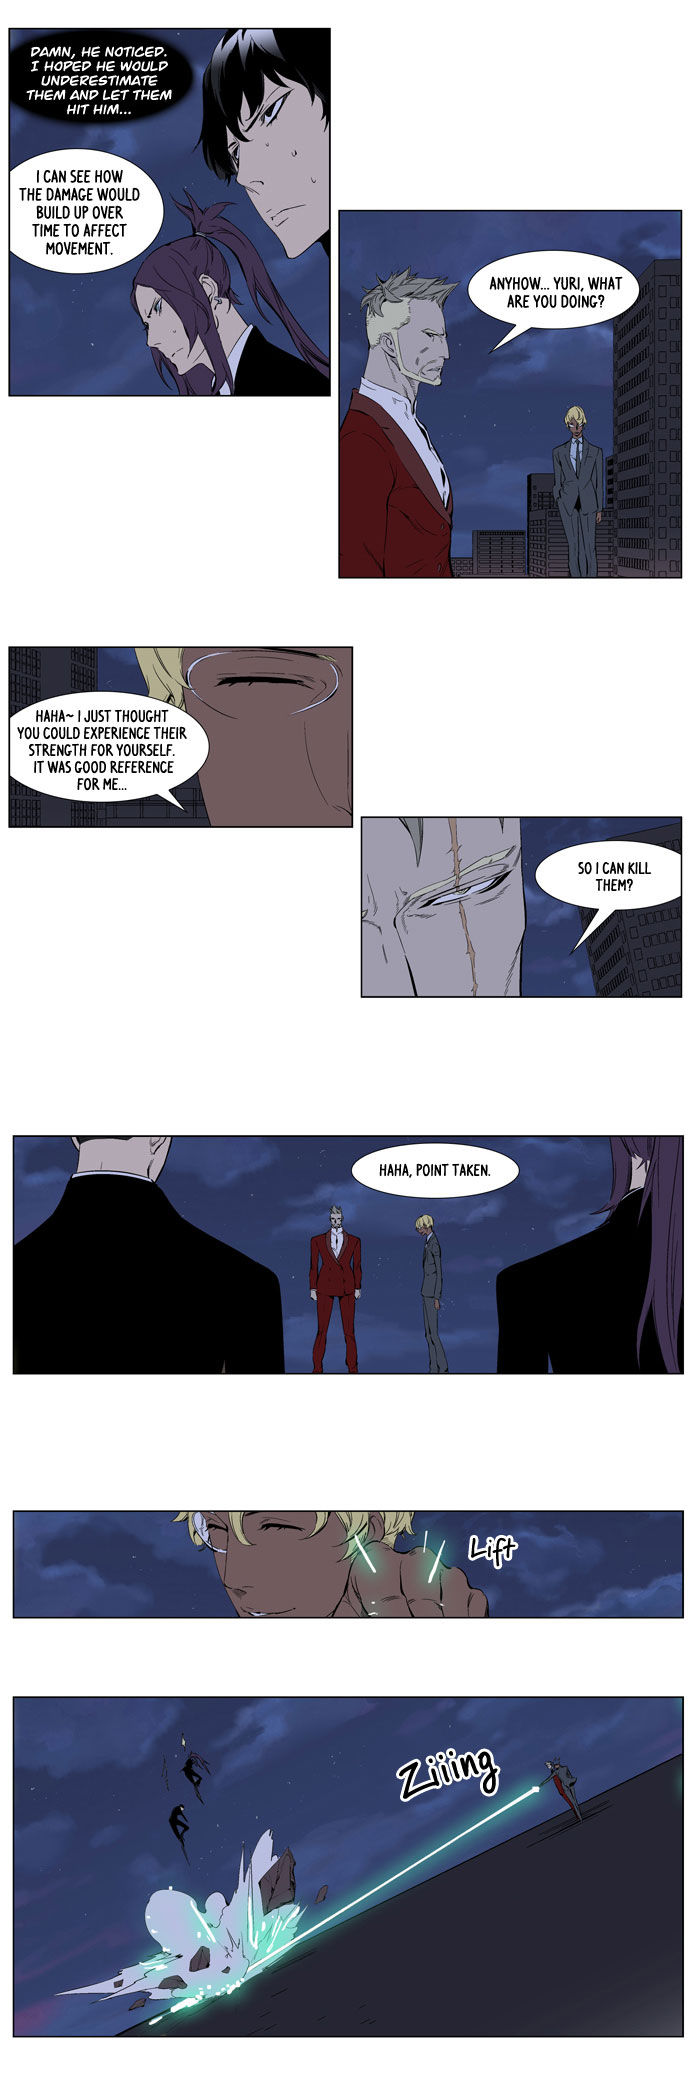 DAMN, HE NOTICED.
I HOPED HE WOULD
UNDERESTIMATE
THEM AND LET THEM
HIT HIM...
I CAN SEE HOW
THE DAMAGE WOULD
BUILD UP OVER
TIME TO AFFECT
MOVEMENT.
ANYHOW... YURI, WHAT
ARE YOU DOING?
HAHA~ I JUST THOUGHT
YOU COULD EXPERIENCE THEIR
STRENGTH FOR YOURSELF.
IT WAS GOOD REFERENCE
FOR ME...
SO I CAN KILL
THEM?
HAHA, POINT TAKEN.
Lift
Ziiing